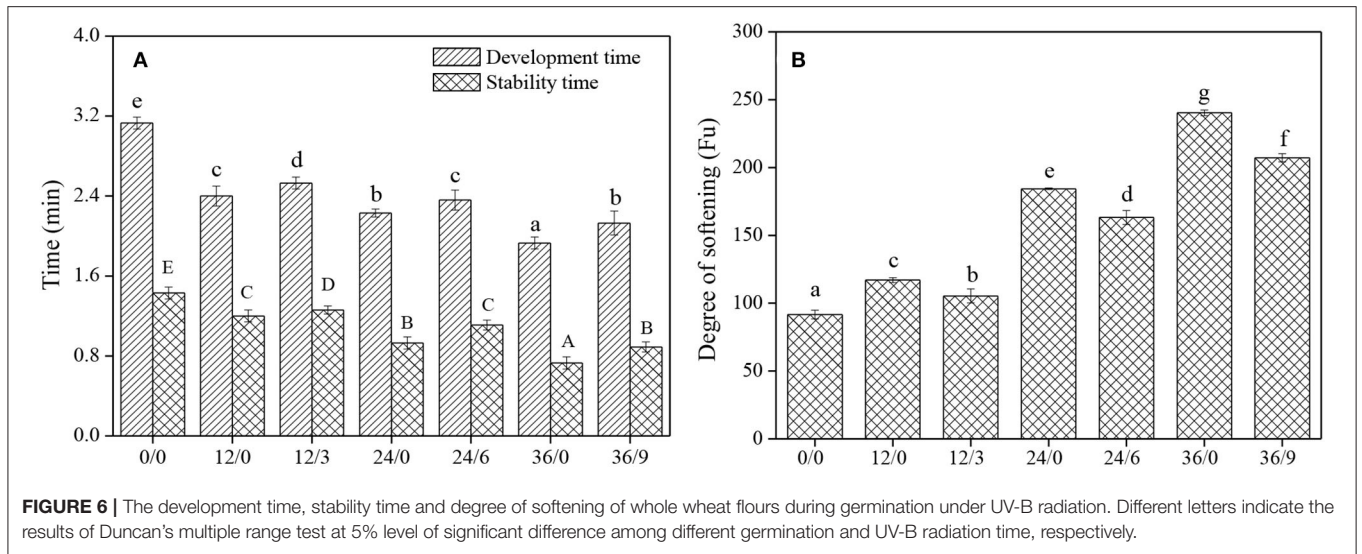 A
Development time
Stability time
Time (min)
4.0
3.2
2.4
1.6
0.8
0.0
e
c
d
b
c
a
b
E
C
D
B
C
A
B
0/0 12/0 12/3 24/0 24/6 36/0 36/9
B
Degree of softening (Fu)
300
250
200
150
100
50
0
a
c
b
e
d
g
f
0/0 12/0 12/3 24/0 24/6 36/0 36/9
FIGURE 6 | The development time, stability time and degree of softening of whole wheat flours during germination under UV-B radiation. Different letters indicate the
results of Duncan's multiple range test at 5% level of significant difference among different germination and UV-B radiation time, respectively.